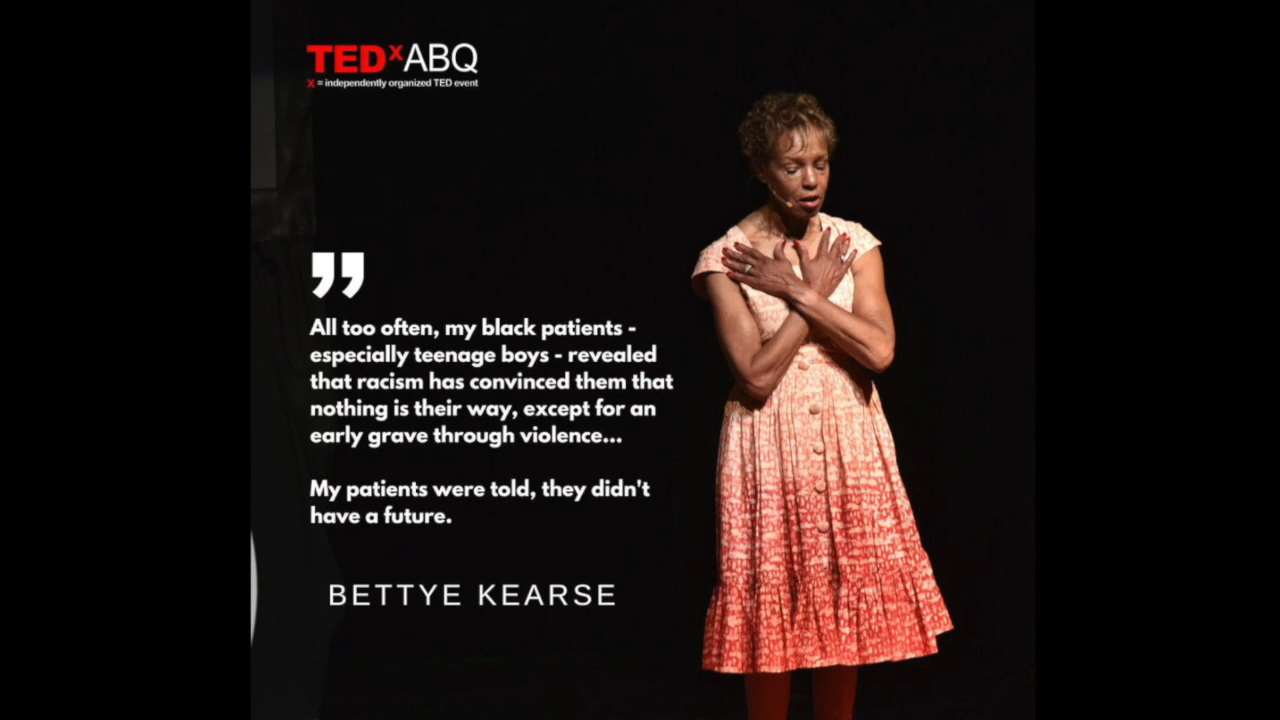 TEDxABQ
x = independently organized TED event
”
All too often, my black patients -
especially teenage boys - revealed
that racism has convinced them that
nothing is their way, except for an
early grave through violence...
My patients were told, they didn't
have a future.
BETTYE KEARSE